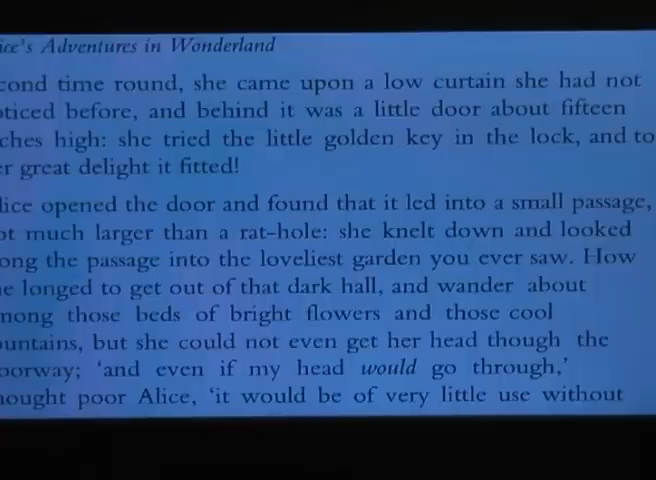 ice's Adventures in Wonderland
cond time round, she came upon a low curtain she had not
oticed before, and behind it was a little door about fifteen
ches high: she tried the little golden key in the lock, and to
er great delight it fitted!
lice opened the door and found that it led into a small passage,
ot much larger than a rat-hole: she knelt down and looked
ong the passage into the loveliest garden you ever saw. How
e longed to get out of that dark hall, and wander about
mong those beds of bright flowers and those cool
ountains, but she could not even get her head though the
oorway; 'and even if my head would go through,'
hought poor Alice, 'it would be of very little use without